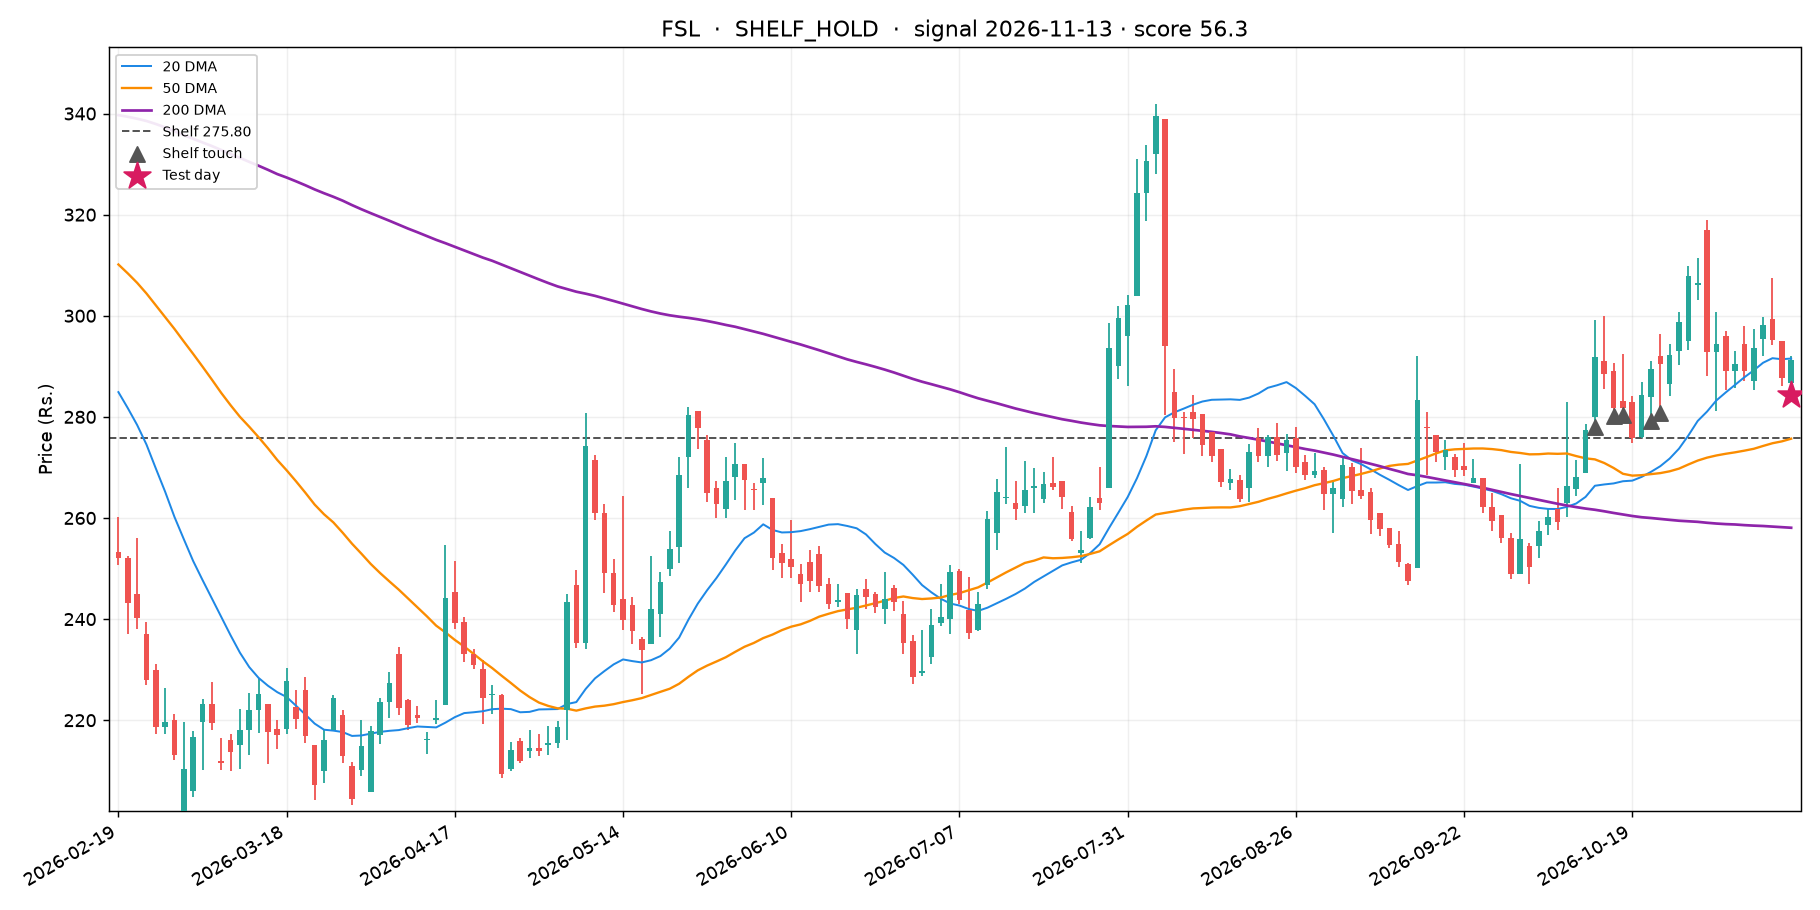 FSL · SHELF_HOLD · signal 2026-11-13 · score 56.3
20 DMA
50 DMA
200 DMA
Shelf 275.80
Shelf touch
Test day
Price (Rs.)
340
320
300
280
260
240
220
2026-02-19
2026-03-18
2026-04-17
2026-05-14
2026-06-10
2026-07-07
2026-07-31
2026-08-26
2026-09-22
2026-10-19